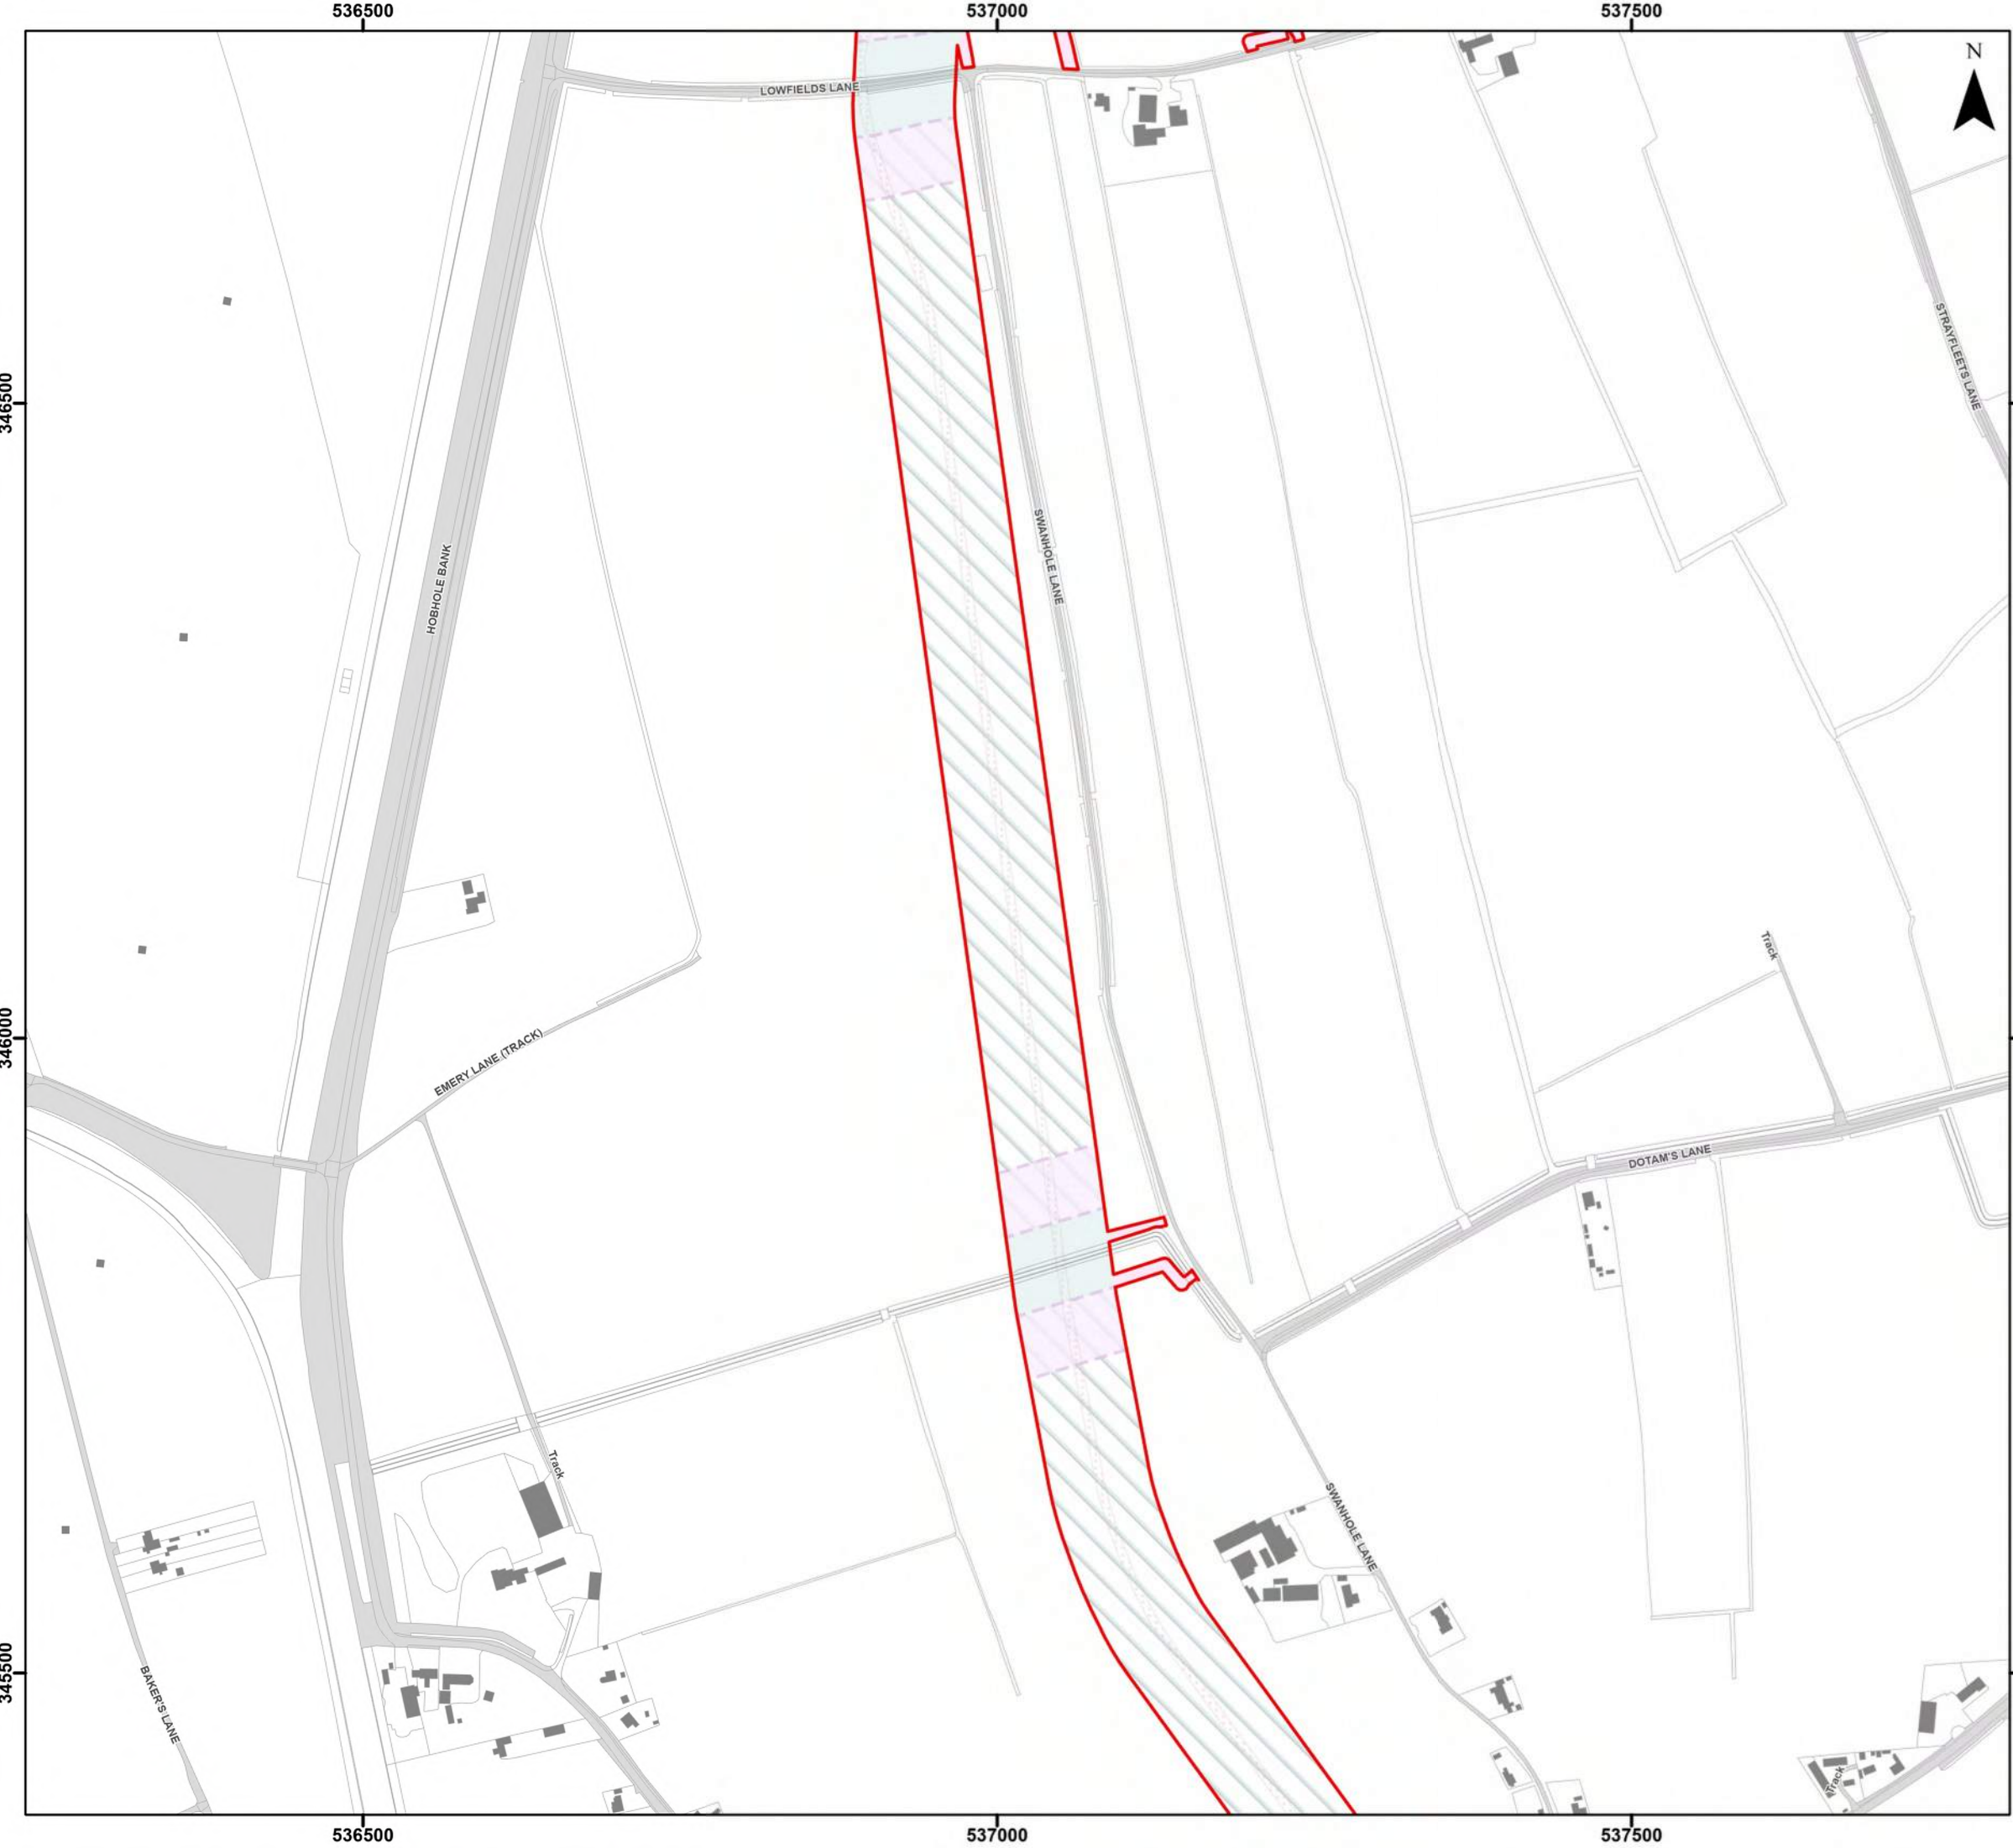 536500
537000
537500
N
LOWFIELDS LANE
STRAYFLEETS LANE
346500
SWANHOLE LANE
HOBHOLE BANK
Track
346000
EMERY LANE (TRACK)
DOTAM'S LANE
Track
SWANHOLE LANE
345500
BAKER'S LANE
Track
536500
537000
537500